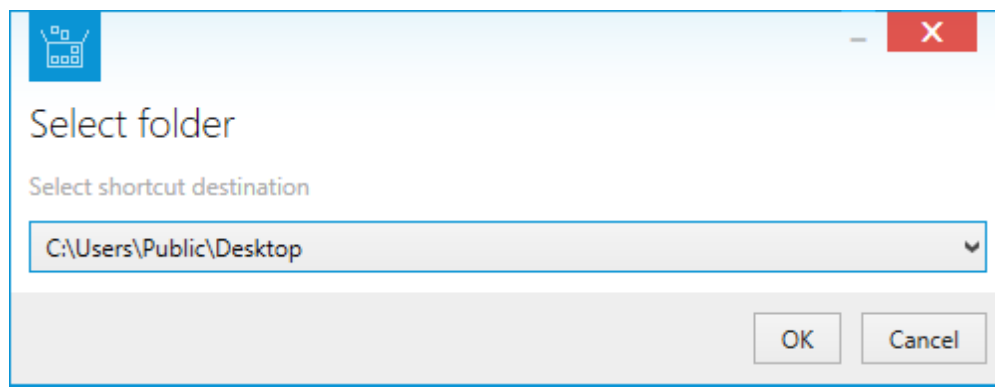 Select folder
Select shortcut destination
C:\Users\Public\Desktop
OK Cancel